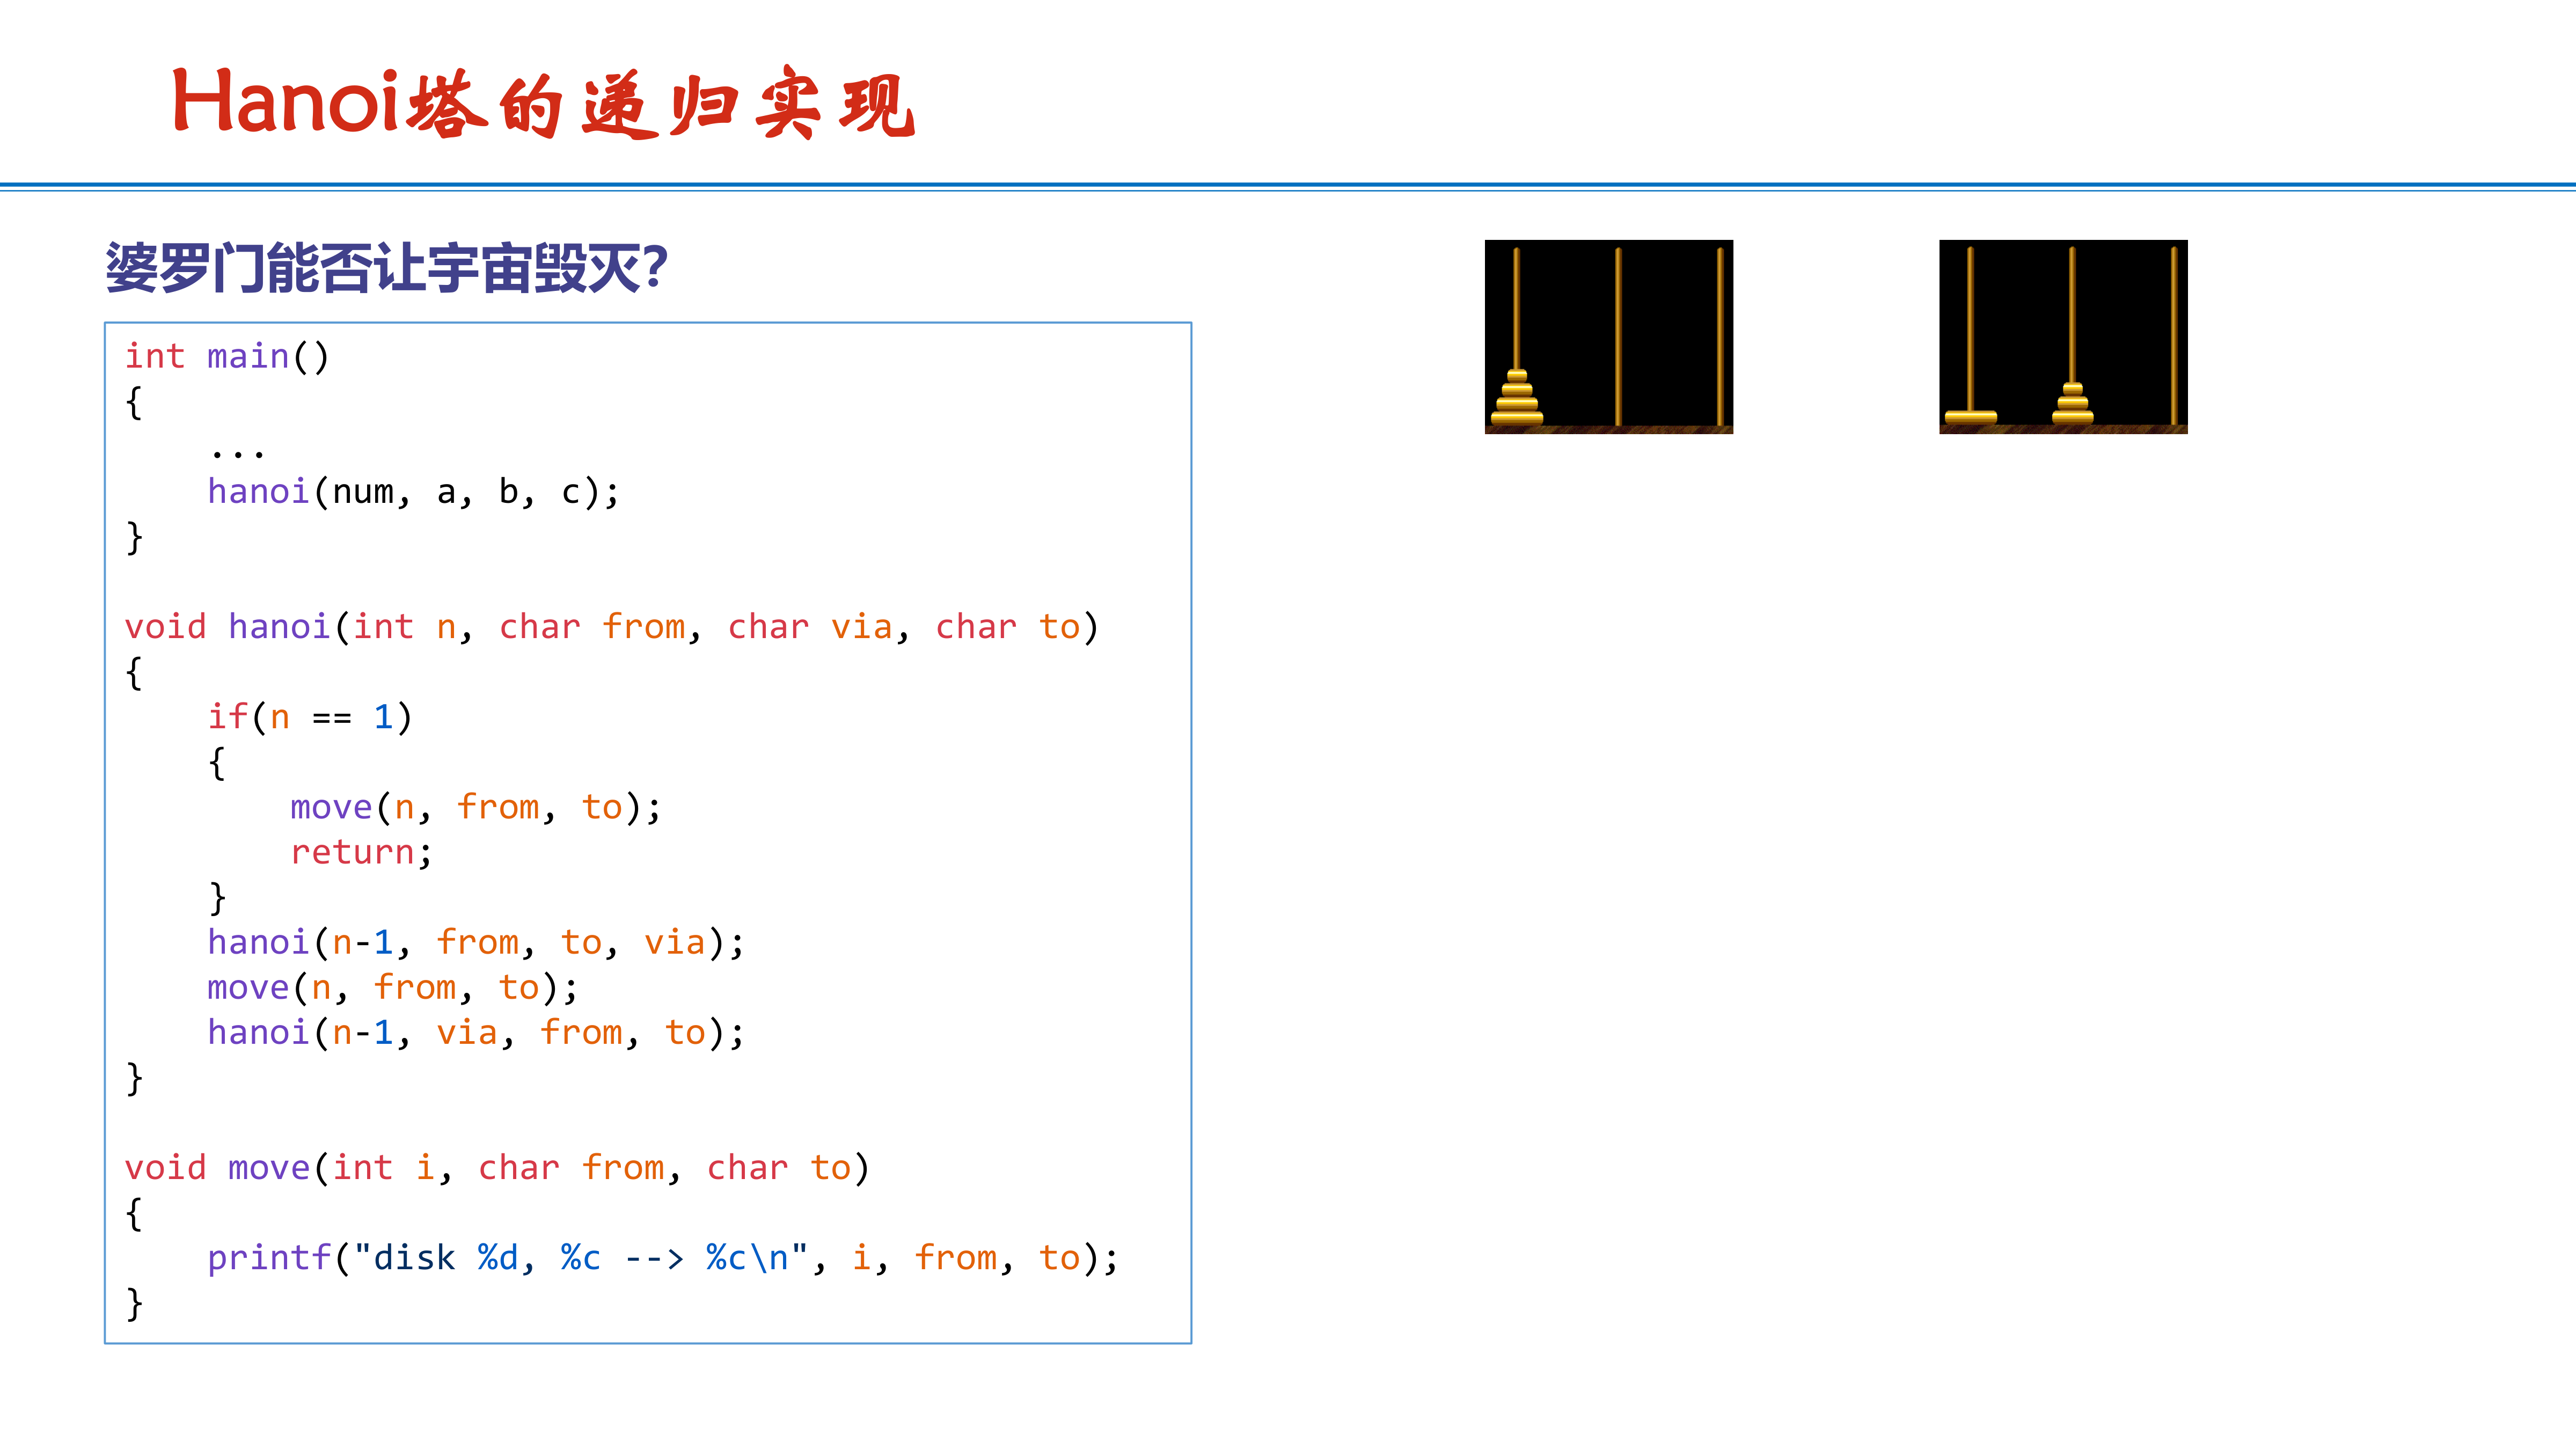 Hanoi塔的递归实现
婆罗门能否让宇宙毁灭?
int main()
{
    ...
    hanoi(num, a, b, c);
}

void hanoi(int n, char from, char via, char to)
{
    if(n == 1)
    {
        move(n, from, to);
        return;
    }
    hanoi(n-1, from, to, via);
    move(n, from, to);
    hanoi(n-1, via, from, to);
}

void move(int i, char from, char to)
{
    printf("disk %d, %c --> %c\n", i, from, to);
}